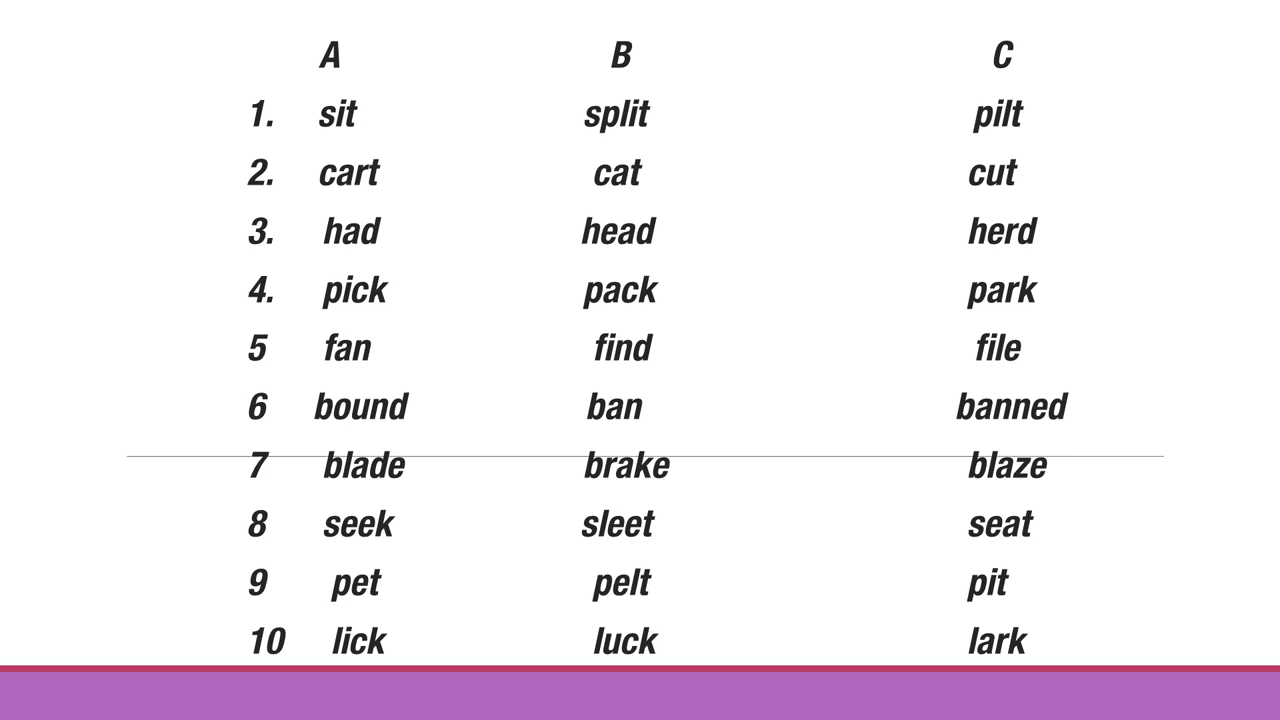 A B C
1. sit split pilt
2. cart cat cut
3. had head herd
4. pick pack park
5 fan find file
6 bound ban banned
7 blade brake blaze
8 seek sleet seat
9 pet pelt pit
10 lick luck lark